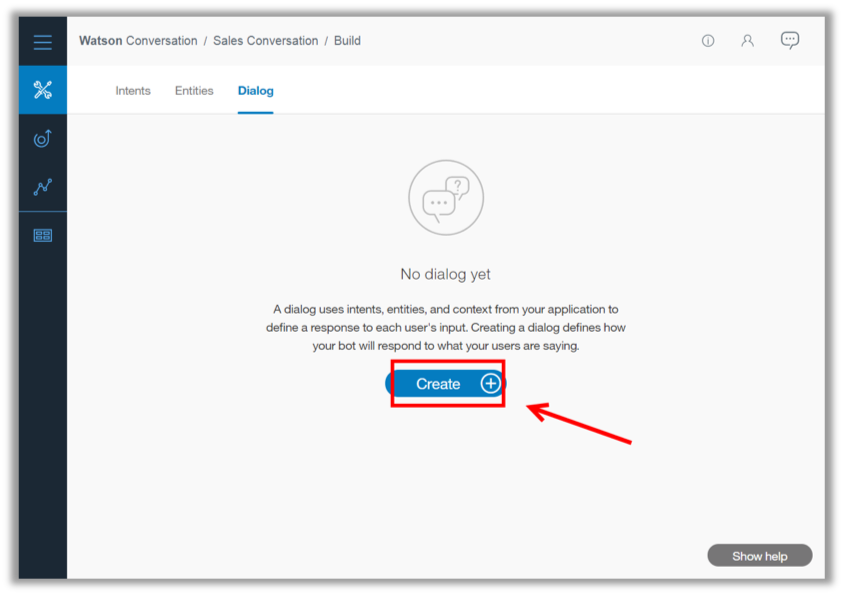 Watson Conversation / Sales Conversation / Build
Intents Entities Dialog
?
No dialog yet
A dialog uses intents, entities, and context from your application to
define a response to each user's input. Creating a dialog defines how
your bot will respond to what your users are saying.
Create
Show help